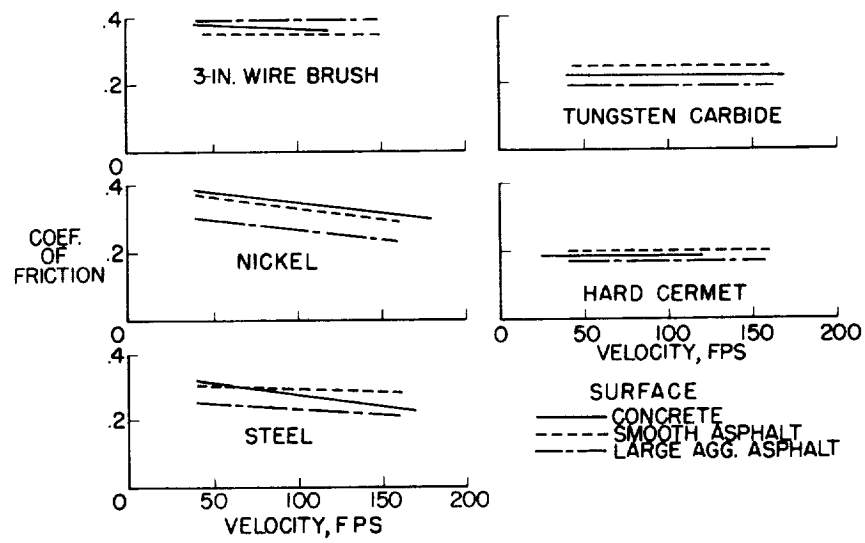 .4
.2
0
3-IN. WIRE BRUSH
TUNGSTEN CARBIDE
.4
.2
0
COEF.
OF
FRICTION
NICKEL
HARD CERMET
0 50 100 150 200
VELOCITY, FPS
.4
.2
0
STEEL
0 50 100 150 200
VELOCITY, FPS
SURFACE
CONCRETE
SMOOTH ASPHALT
LARGE AGG. ASPHALT